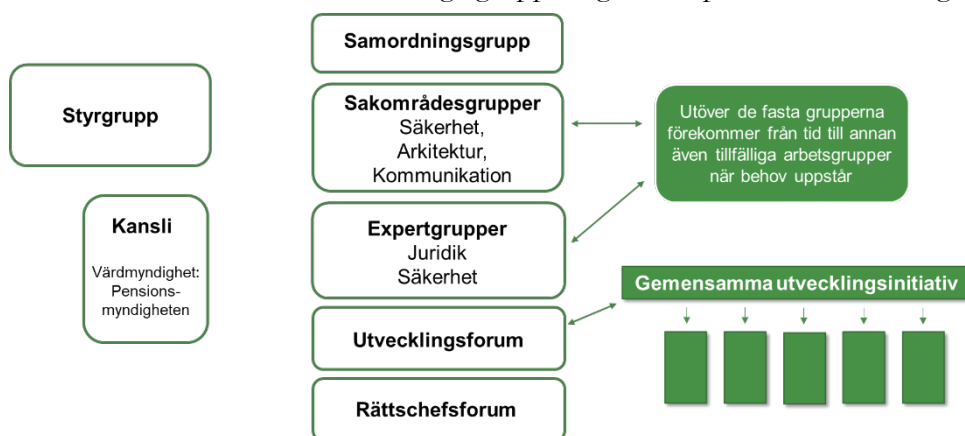 Styrgrupp
Kansli
Värdmyndighet:
Pensions-
myndigheten
Samordningsgrupp
Sakområdesgrupper
Säkerhet,
Arkitektur,
Kommunikation
Expertgrupper
Juridik
Säkerhet
Utvecklingsforum
Rättschefsforum
Utöver de fasta grupperna
förekommer från tid till annan
även tillfälliga arbetsgrupper
när behov uppstår
Gemensamma utvecklingsinitiativ